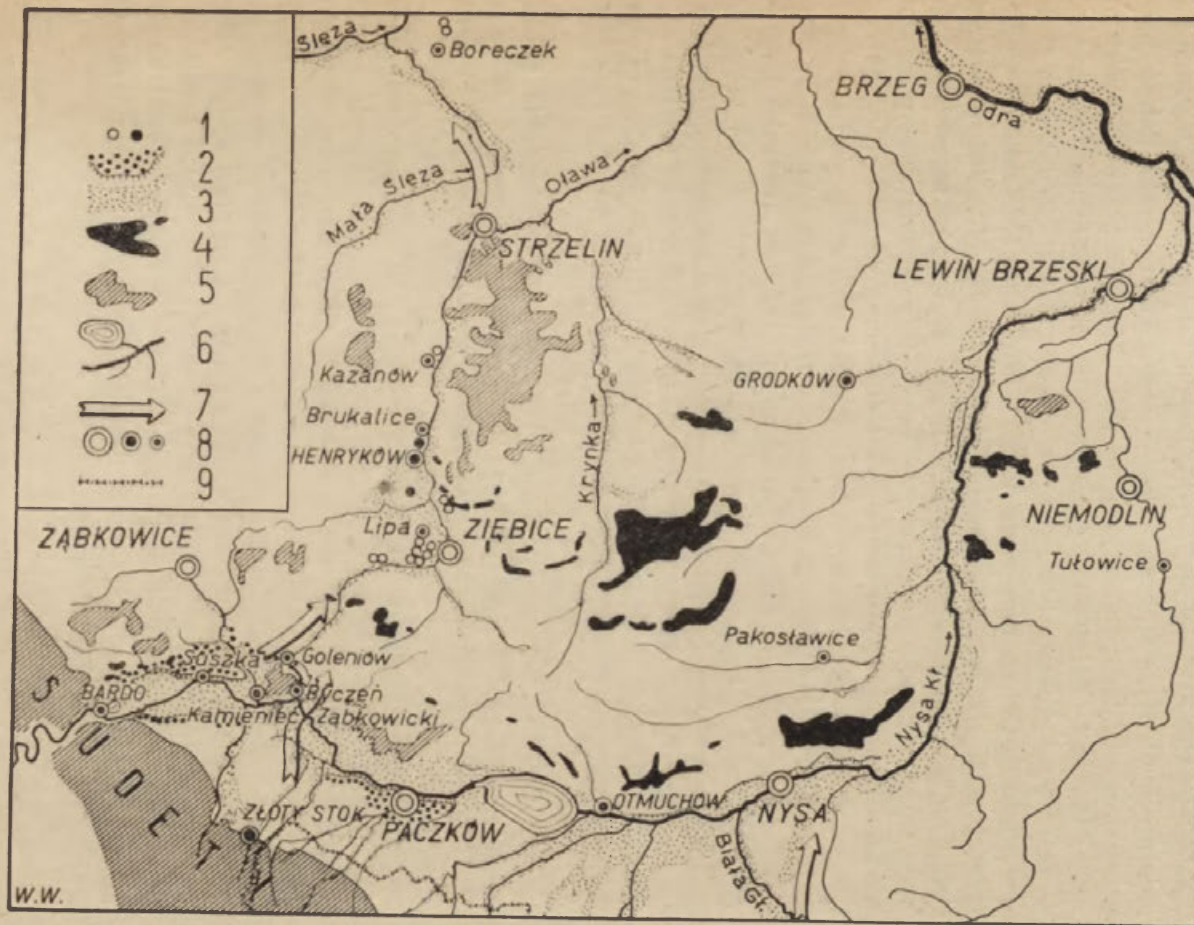 1
2
3
4
5
6
7
8
9
Ślęza
Boreczek
BRZEG
Odra
Mała Ślęza
Oława
STRZELIN
LEWIN BRZESKI
Kazanów
GRODKÓW
Brukalice
HENRYKÓW
Krynka
Lipa
ZIĘBICE
NIEMODLIN
Tułowice
ZĄBKOWICE
Pakosławice
Suszka
Goleniów
BARDO
Byczeń
Kamieniec Ząbkowicki
SUDETY
Nysa Kł.
ZŁOTY STOK
PACZKÓW
OTMUCHÓW
NYSA
Biała Gł.
W.W.